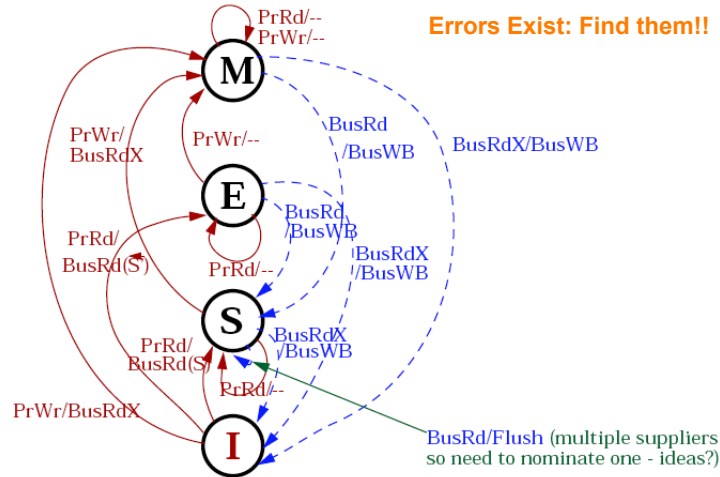 Errors Exist: Find them!!
PrRd/--
PrWr/--
M
BusRd
/BusWB
BusRdX/BusWB
PrWr/
BusRdX
PrWr/--
E
BusRd
/BusWB
PrRd/
BusRd(S)
BusRdX
/BusWB
PrRd/--
S
BusRdX
/BusWB
PrRd/
BusRd(S)
PrRd/--
PrWr/BusRdX
I
BusRd/Flush (multiple suppliers
so need to nominate one - ideas?)